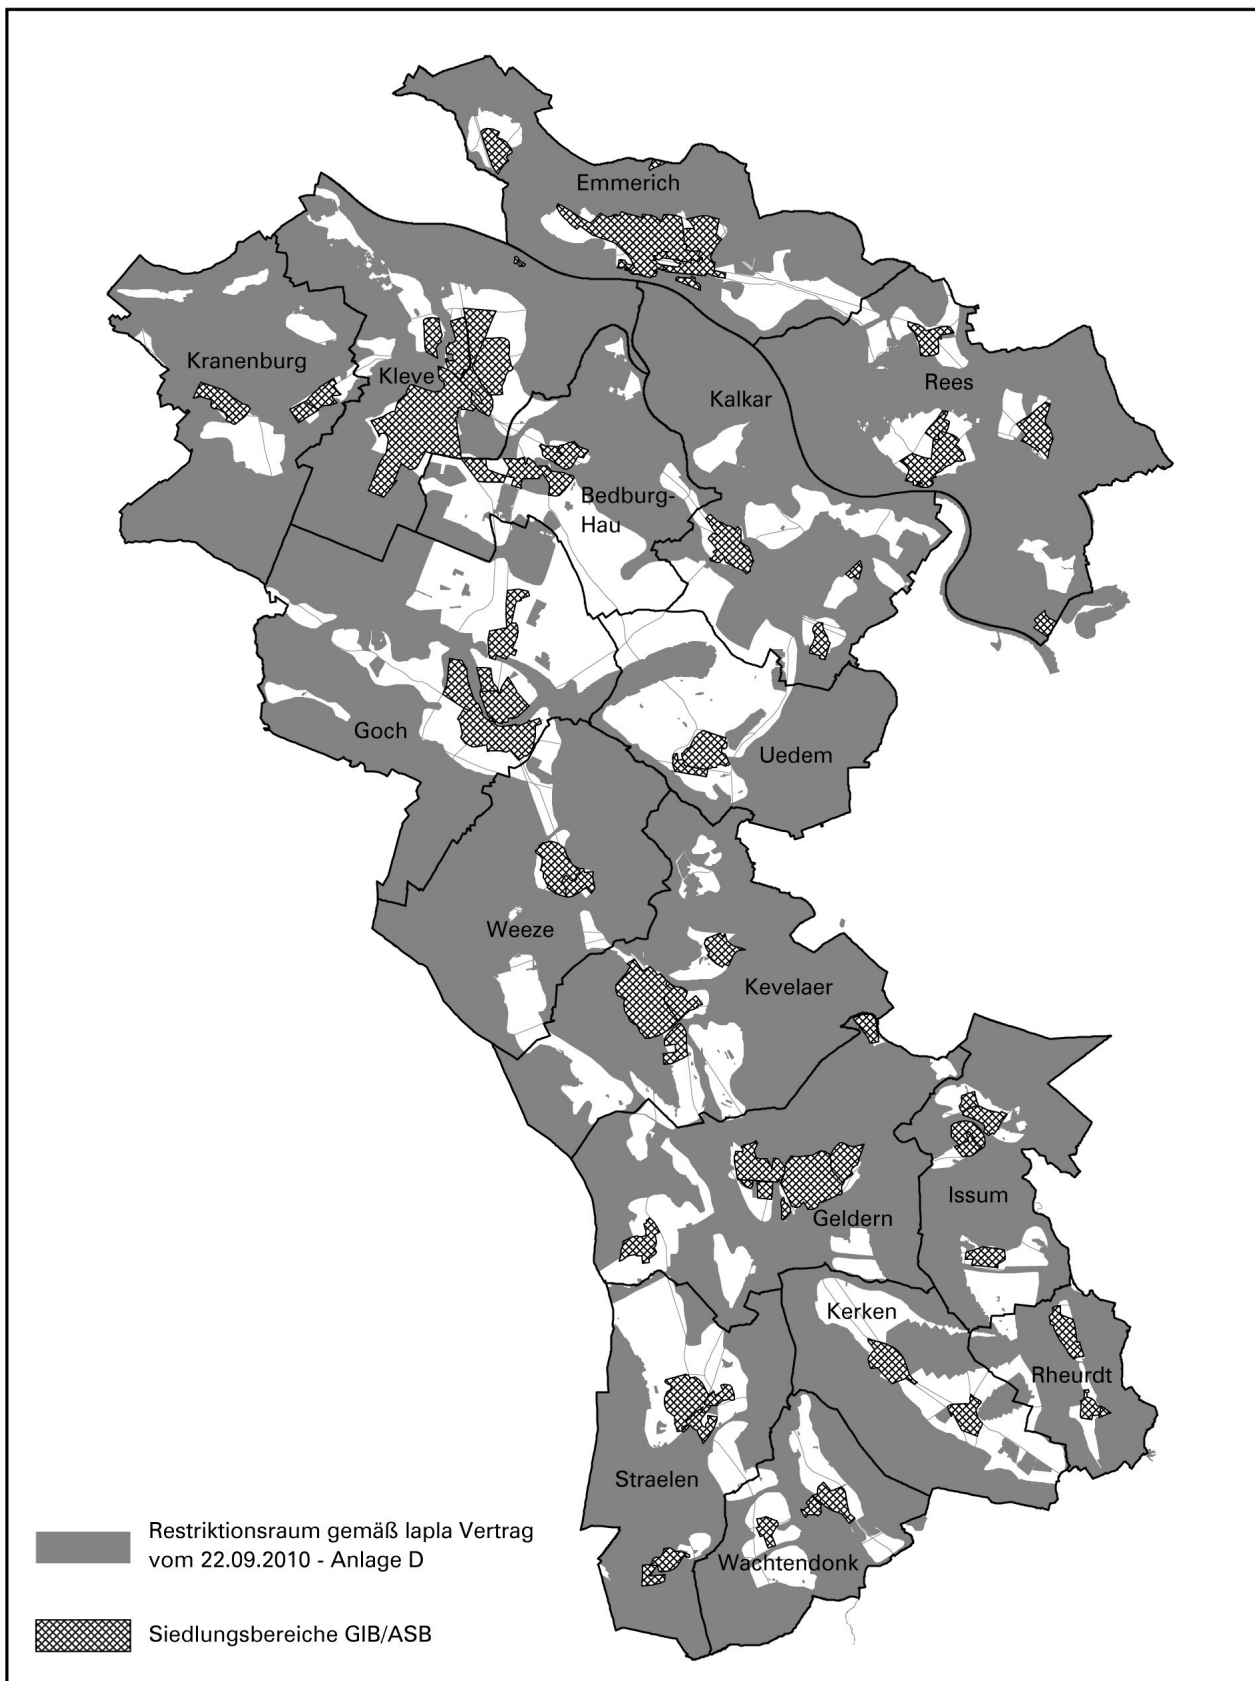 Emmerich
Kranenburg
Kleve
Rees
Kalkar
Bedburg-
Hau
Goch
Uedem
Weeze
Kevelaer
Issum
Geldern
Kerken
Rheurdt
Straelen
Wachtendonk
Restriktionsraum gemäß lapla Vertrag
vom 22.09.2010 - Anlage D
Siedlungsbereiche GIB/ASB